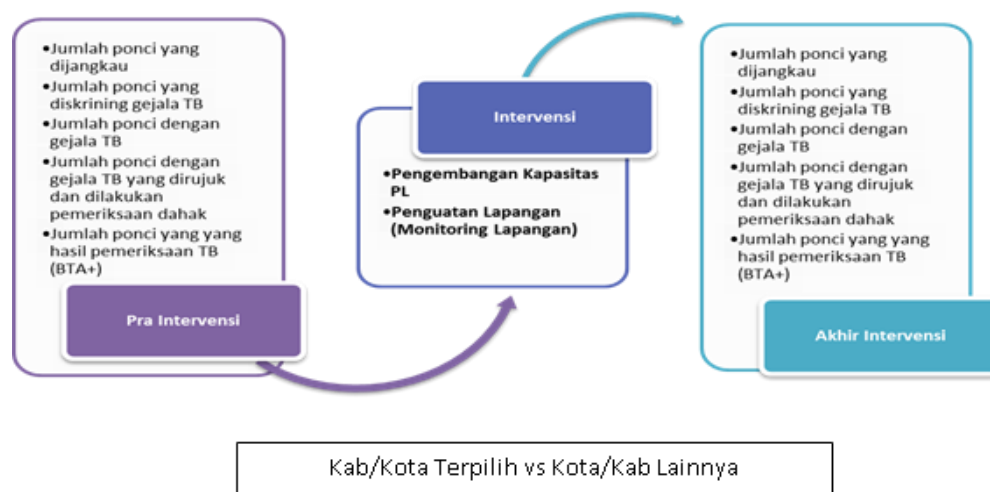 •Jumlah ponci yang
dijangkau
•Jumlah ponci yang
diskrining gejala TB
•Jumlah ponci dengan
gejala TB
•Jumlah ponci dengan
gejala TB yang dirujuk
dan dilakukan
pemeriksaan dahak
•Jumlah ponci yang yang
hasil pemeriksaan TB
(BTA+)
Pra Intervensi
Intervensi
•Pengembangan Kapasitas
PL
•Penguatan Lapangan
(Monitoring Lapangan)
•Jumlah ponci yang
dijangkau
•Jumlah ponci yang
diskrining gejala TB
•Jumlah ponci dengan
gejala TB
•Jumlah ponci dengan
gejala TB yang dirujuk
dan dilakukan
pemeriksaan dahak
•Jumlah ponci yang yang
hasil pemeriksaan TB
(BTA+)
Akhir Intervensi
Kab/Kota Terpilih vs Kota/Kab Lainnya